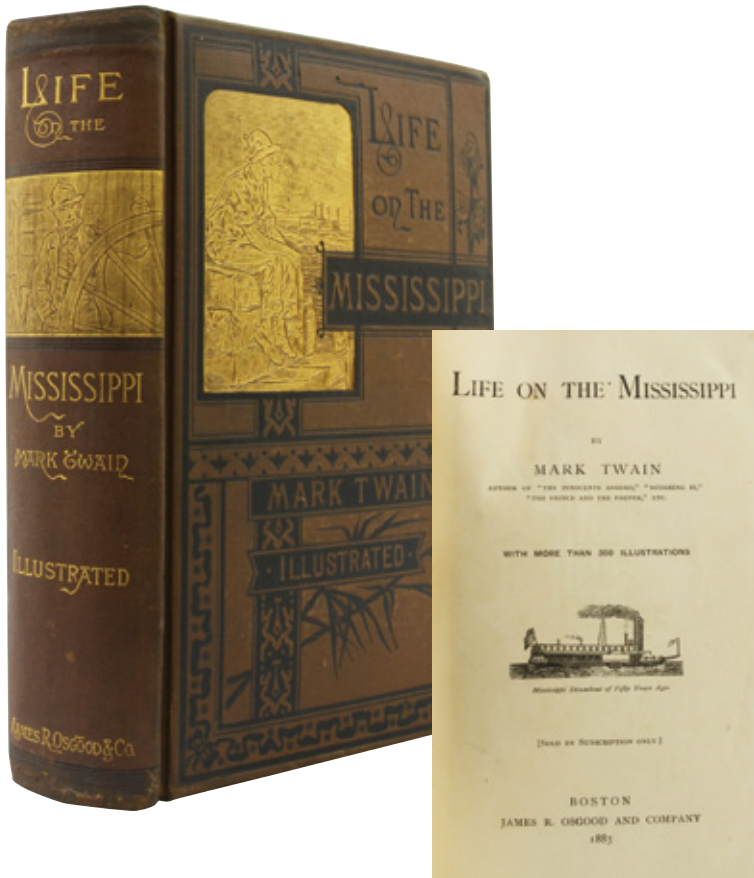 LIFE
ON THE
MISSISSIPPI
BY
MARK TWAIN
ILLUSTRATED
JAMES R. OSGOOD & CO.
LIFE
ON THE
MISSISSIPPI
MARK TWAIN
· ILLUSTRATED ·
LIFE ON THE MISSISSIPPI
BY
MARK TWAIN
AUTHOR OF "THE INNOCENTS ABROAD," "ROUGHING IT,"
"THE PRINCE AND THE PAUPER," ETC.
WITH MORE THAN 300 ILLUSTRATIONS
Mississippi Steamboat of Fifty Years Ago.
[SOLD BY SUBSCRIPTION ONLY]
BOSTON
JAMES R. OSGOOD AND COMPANY
1883